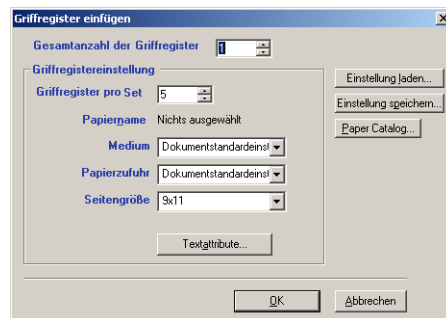 Griffregister einfügen
Gesamtanzahl der Griffregister 1
Griffregistereinstellung
Griffregister pro Set 5
Papiername Nichts ausgewählt
Medium Dokumentstandardeinst
Papierzufuhr Dokumentstandardeinst
Seitengröße 9x11
Textattribute...
Einstellung laden...
Einstellung speichern...
Paper Catalog...
OK Abbrechen